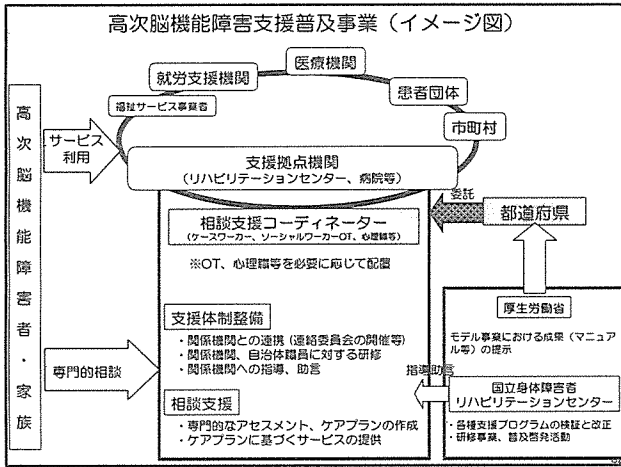 高次脳機能障害支援普及事業（イメージ図）
医療機関
就労支援機関
患者団体
福祉サービス事業者
市町村
高次脳機能障害者・家族
サービス
利用
支援拠点機関
（リハビリテーションセンター、病院等）
委託
都道府県
相談支援コーディネーター
（ケースワーカー、ソーシャルワーカーOT、心理職等）
※OT、心理職等を必要に応じて配置
厚生労働省
支援体制整備
・関係機関との連携（連絡委員会の開催等）
・関係機関、自治体職員に対する研修
・関係機関への指導、助言
モデル事業における成果（マニュア
ル等）の提示
専門的相談
指導助言
国立身体障害者
リハビリテーションセンター
相談支援
・専門的なアセスメント、ケアプランの作成
・ケアプランに基づくサービスの提供
・各種支援プログラムの検証と改正
・研修事業、普及啓発活動